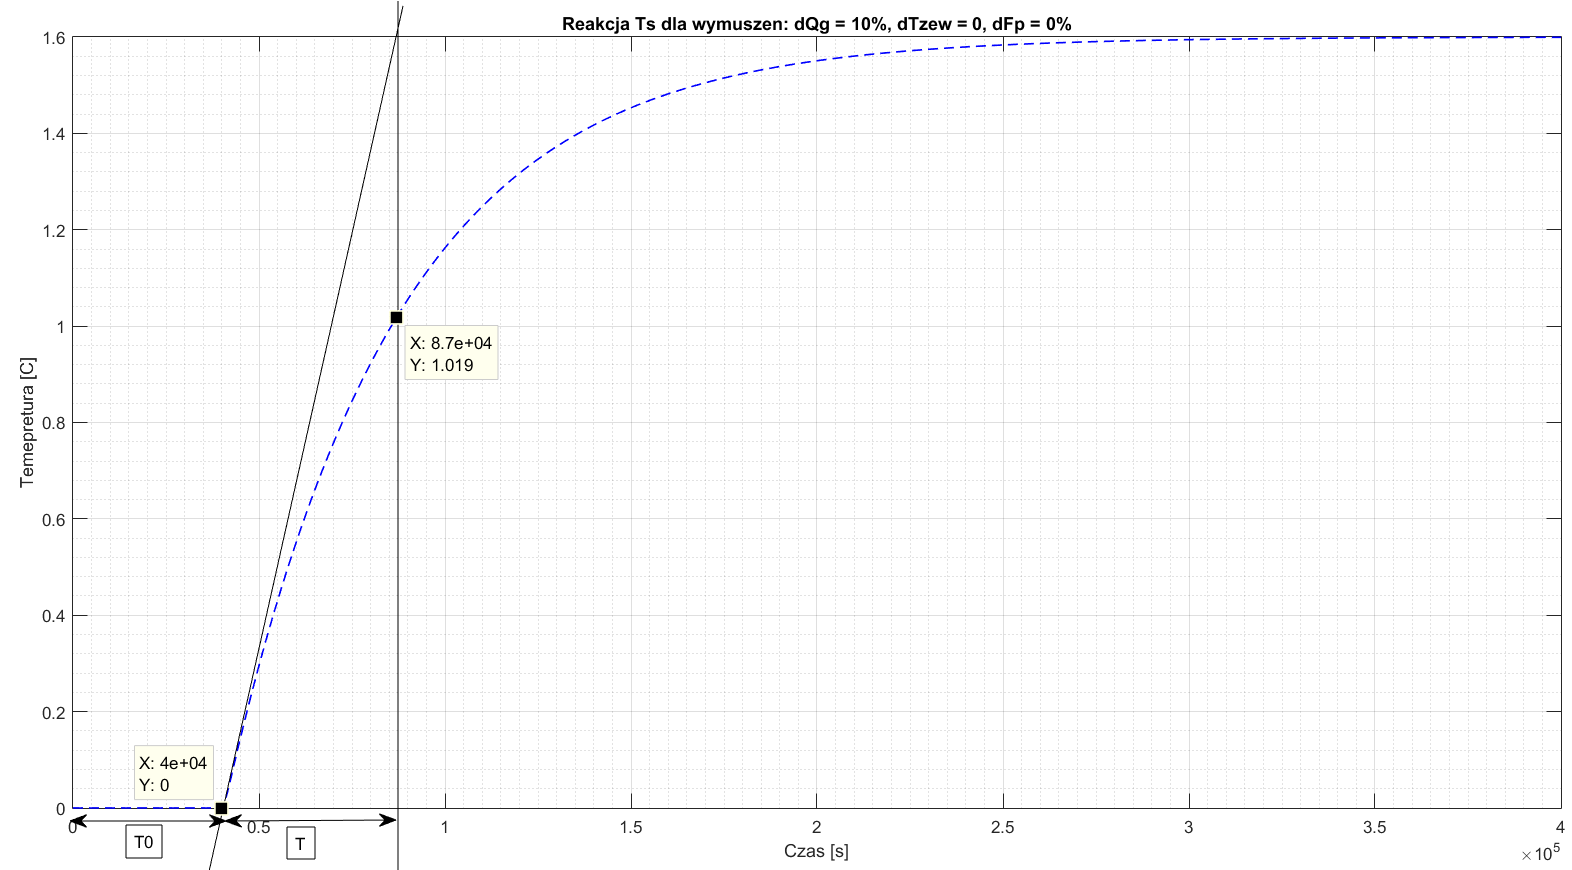 Reakcja Ts dla wymuszen: dQg = 10%, dTzew = 0, dFp = 0%
1.6
1.4
1.2
1
0.8
0.6
0.4
0.2
0
Temepretura [C]
X: 8.7e+04
Y: 1.019
X: 4e+04
Y: 0
0
0.5
1
1.5
2
2.5
3
3.5
4
T0
T
Czas [s]
×10⁵